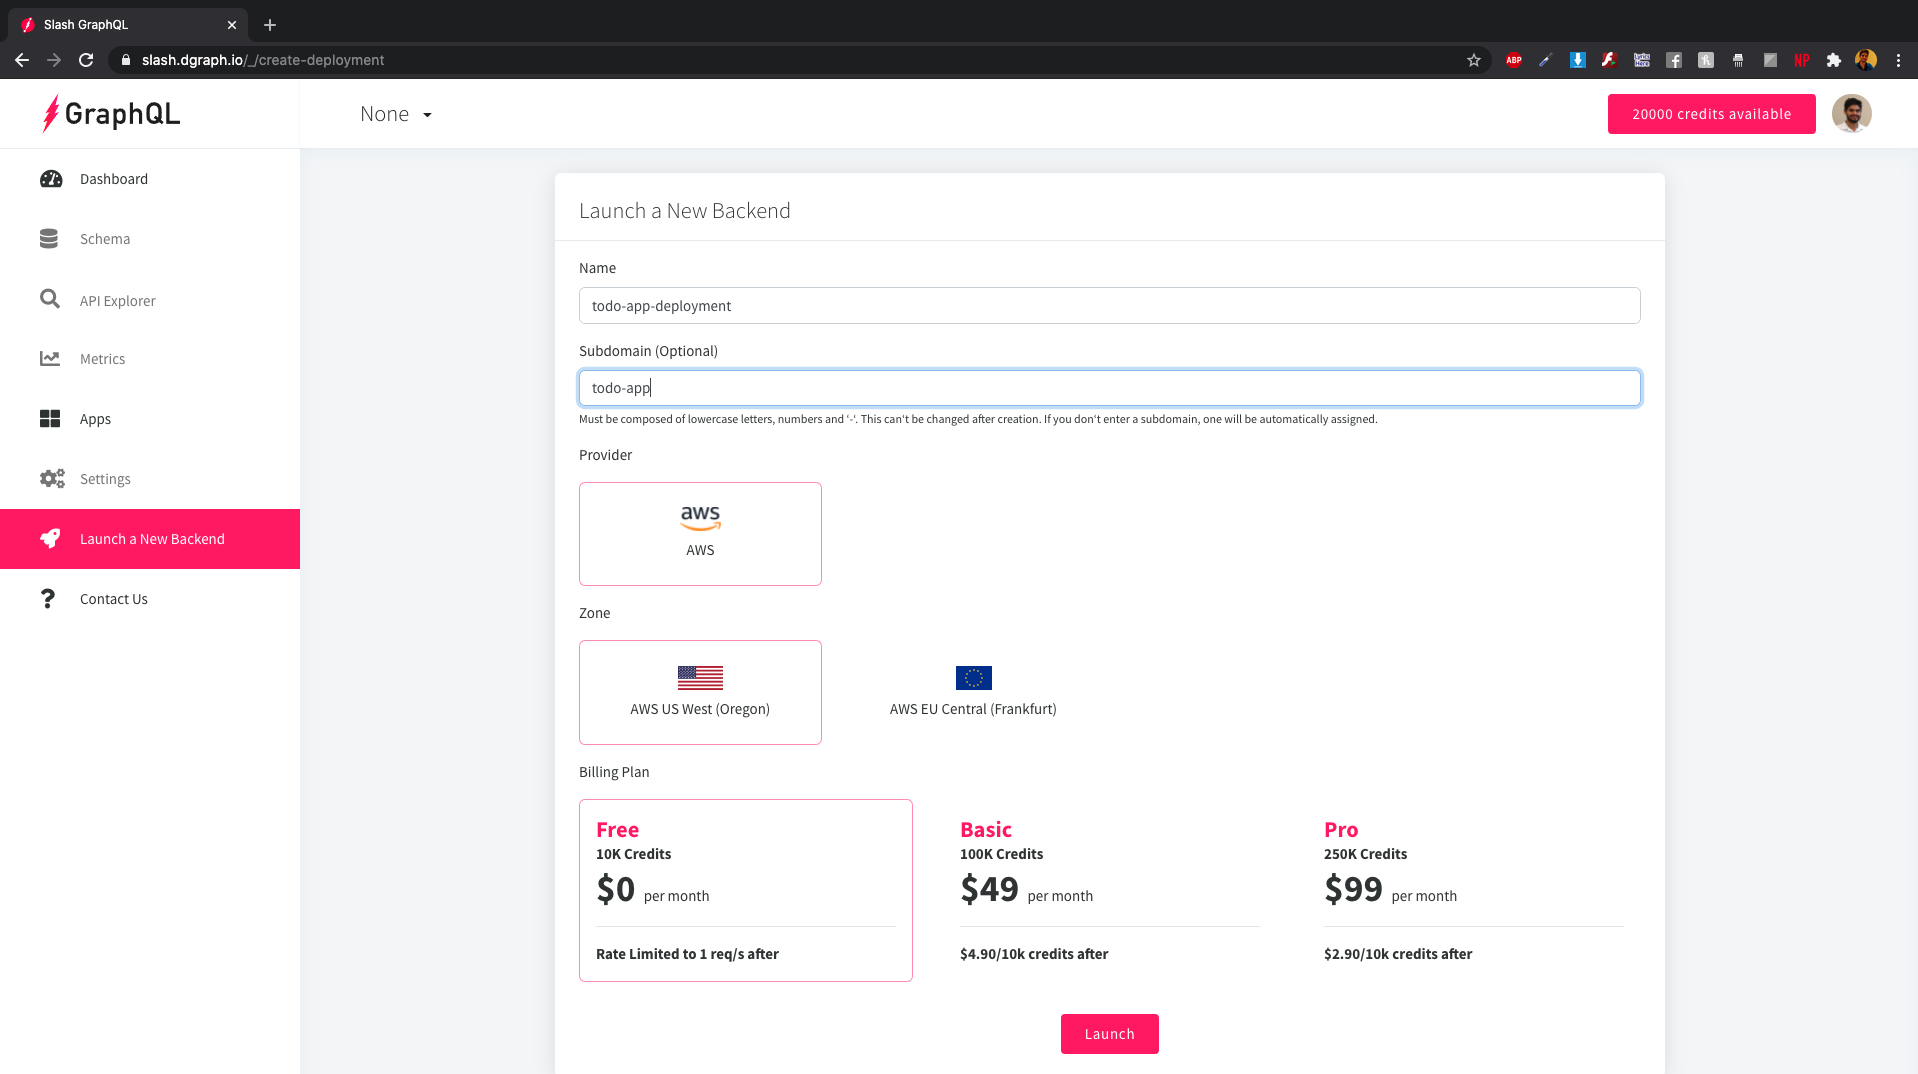 Slash GraphQL
slash.dgraph.io/_/create-deployment
ABP
NP
GraphQL
None
20000 credits available
Dashboard
Schema
API Explorer
Metrics
Apps
Settings
Launch a New Backend
Contact Us
Launch a New Backend
Name
todo-app-deployment
Subdomain (Optional)
todo-app
Must be composed of lowercase letters, numbers and '-'. This can't be changed after creation. If you don't enter a subdomain, one will be automatically assigned.
Provider
aws
AWS
Zone
AWS US West (Oregon)
AWS EU Central (Frankfurt)
Billing Plan
Free
10K Credits
$0 per month
Rate Limited to 1 req/s after
Basic
100K Credits
$49 per month
$4.90/10k credits after
Pro
250K Credits
$99 per month
$2.90/10k credits after
Launch